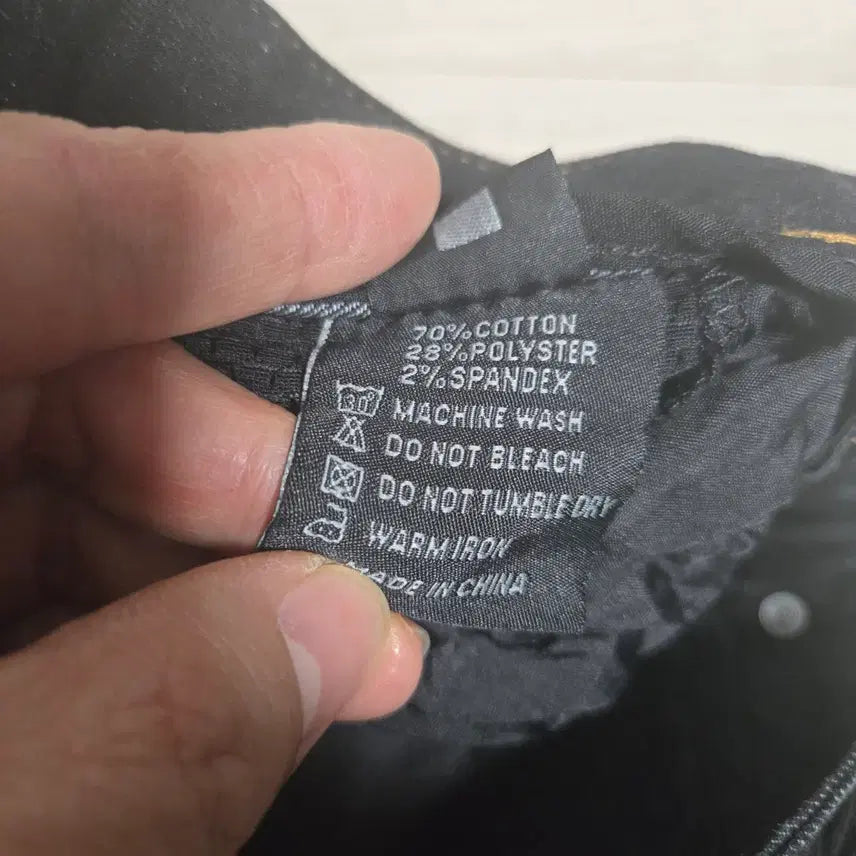 70%COTTON
28%POLYSTER
2%SPANDEX
30° MACHINE WASH
DO NOT BLEACH
DO NOT TUMBLE DRY
WARM IRON
MADE IN CHINA